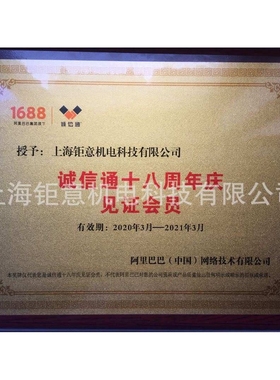 1688
诚信通
授予：上海钜意机电科技有限公司
诚信通十八周年庆
上海钜意机电科技有限公司
见证会员
有效期：2020年3月—2021年3月
阿里巴巴（中国）网络技术有限公司